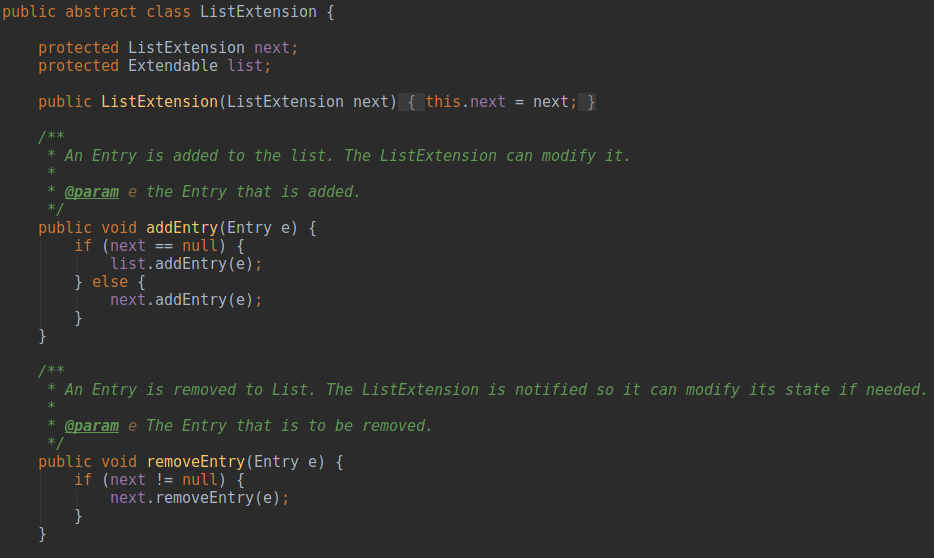 public abstract class ListExtension {
protected ListExtension next;
protected Extendable list;
public ListExtension(ListExtension next) { this.next = next; }
/**
* An Entry is added to the list. The ListExtension can modify it.
*
* @param e the Entry that is added.
*/
public void addEntry(Entry e) {
if (next == null) {
list.addEntry(e);
} else {
next.addEntry(e);
}
}
/**
* An Entry is removed to List. The ListExtension is notified so it can modify its state if needed.
*
* @param e The Entry that is to be removed.
*/
public void removeEntry(Entry e) {
if (next != null) {
next.removeEntry(e);
}
}